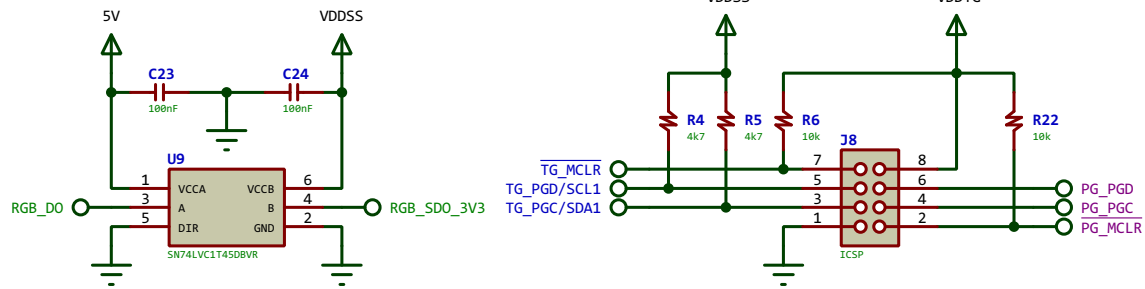 5V
VDDSS
C23
100nF
C24
100nF
U9
1
VCCA
VCCB
6
RGB_DO
3
A
B
4
RGB_SDO_3V3
5
DIR
GND
2
SN74LVC1T45DBVR
R4
4k7
R5
4k7
R6
10k
R22
10k
J8
TG_MCLR
7
8
TG_PGD/SCL1
5
6
PG_PGD
TG_PGC/SDA1
3
4
PG_PGC
1
2
PG_MCLR
ICSP